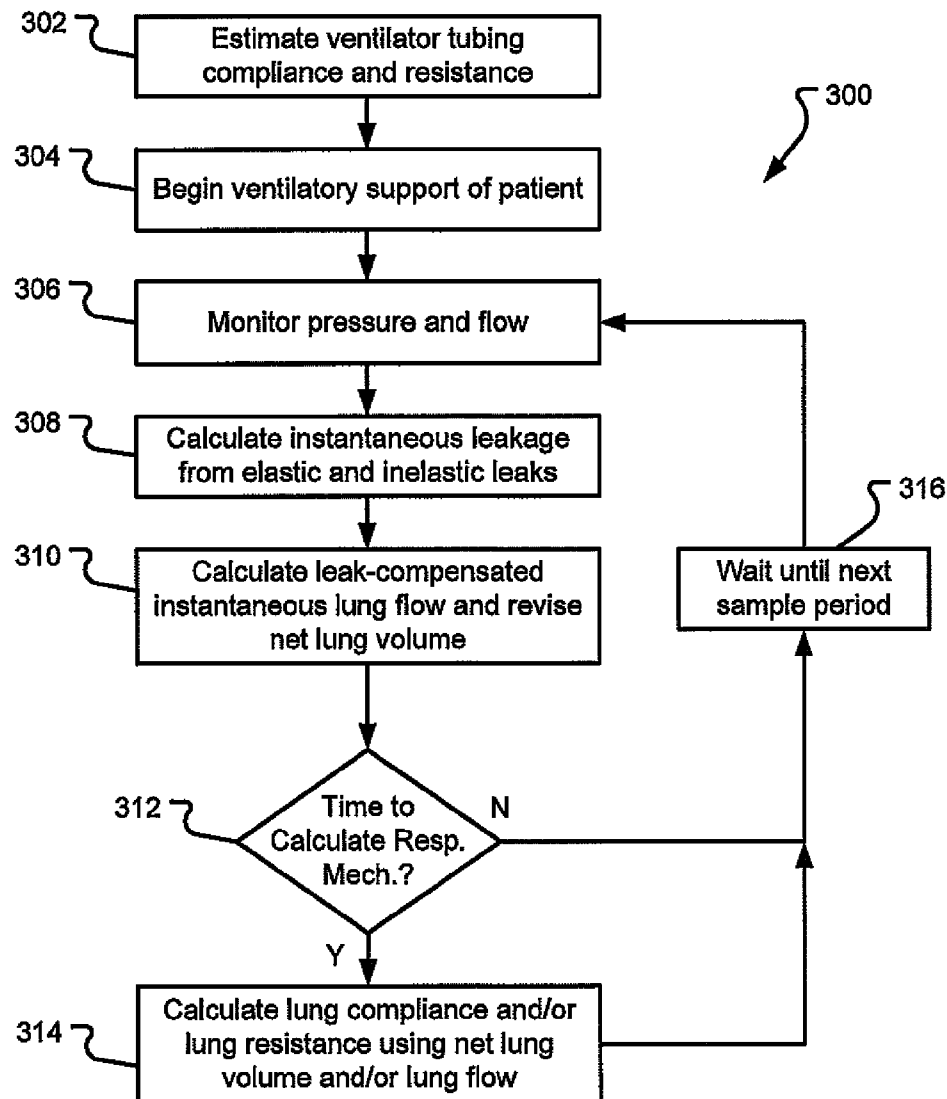 302
Estimate ventilator tubing
compliance and resistance
300
304
Begin ventilatory support of patient
306
Monitor pressure and flow
308
Calculate instantaneous leakage
from elastic and inelastic leaks
316
310
Calculate leak-compensated
instantaneous lung flow and revise
net lung volume
Wait until next
sample period
312
Time to
Calculate Resp.
Mech.?
N
Y
314
Calculate lung compliance and/or
lung resistance using net lung
volume and/or lung flow